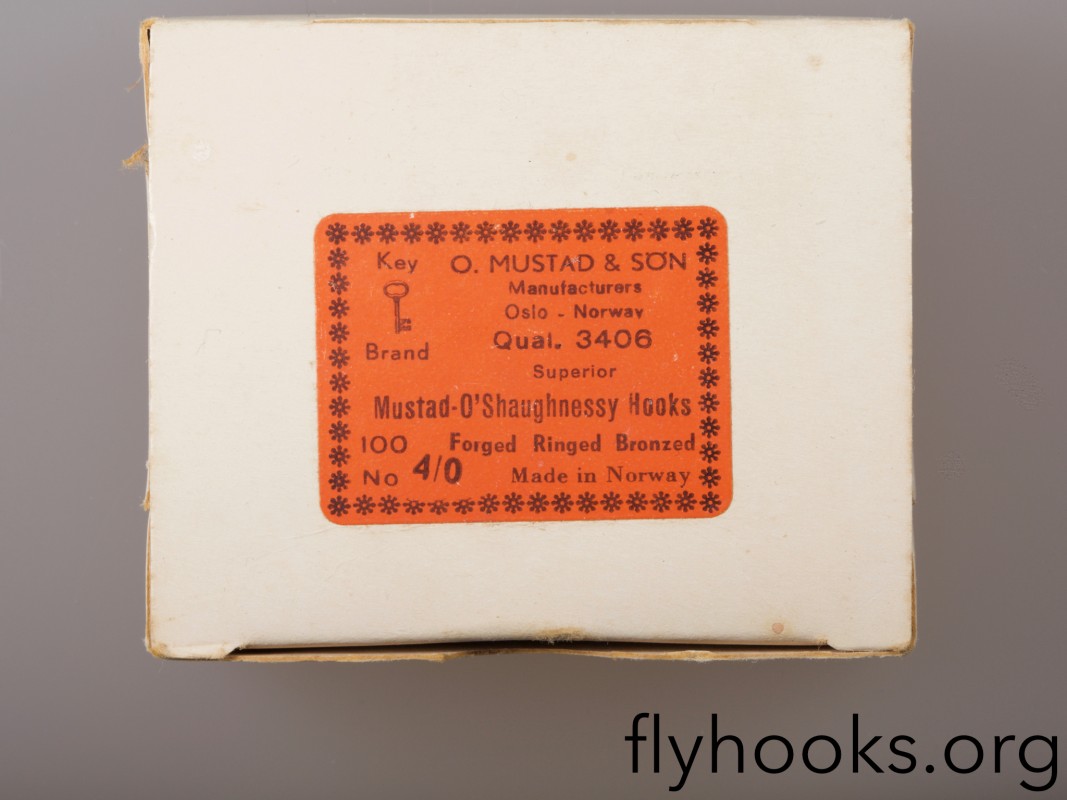 Key
Brand
O. MUSTAD & SON
Manufacturers
Oslo - Norway
Qual. 3406
Superior
Mustad-O'Shaughnessy Hooks
100 Forged Ringed Bronzed
No 4/0 Made in Norway
flyhooks.org